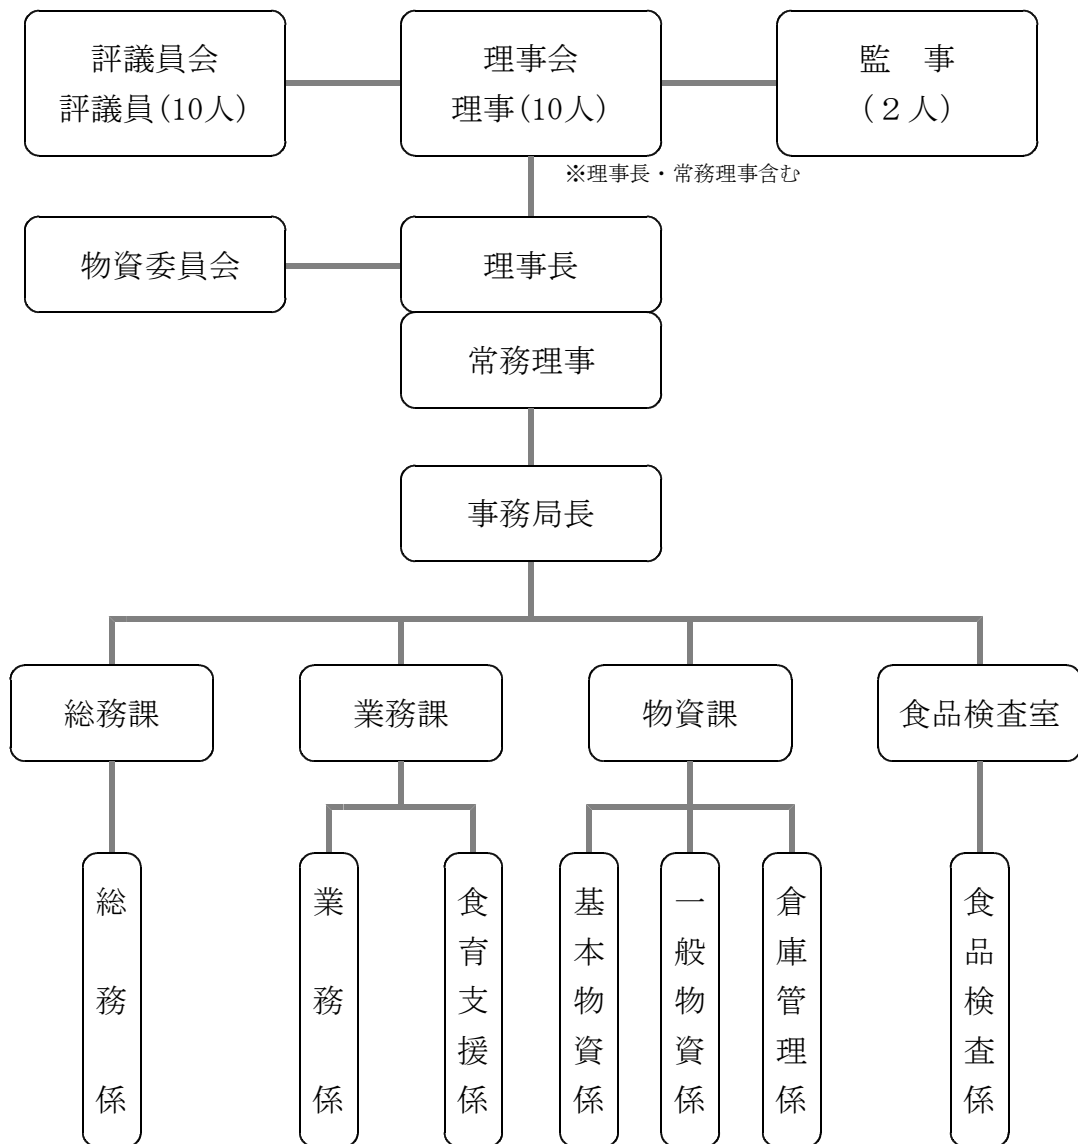 評議員会
評議員(10人)
理事会
理事(10人)
監　事
(２人)
※理事長・常務理事含む
物資委員会
理事長
常務理事
事務局長
総務課
業務課
物資課
食品検査室
総務係
業務係
食育支援係
基本物資係
一般物資係
倉庫管理係
食品検査係